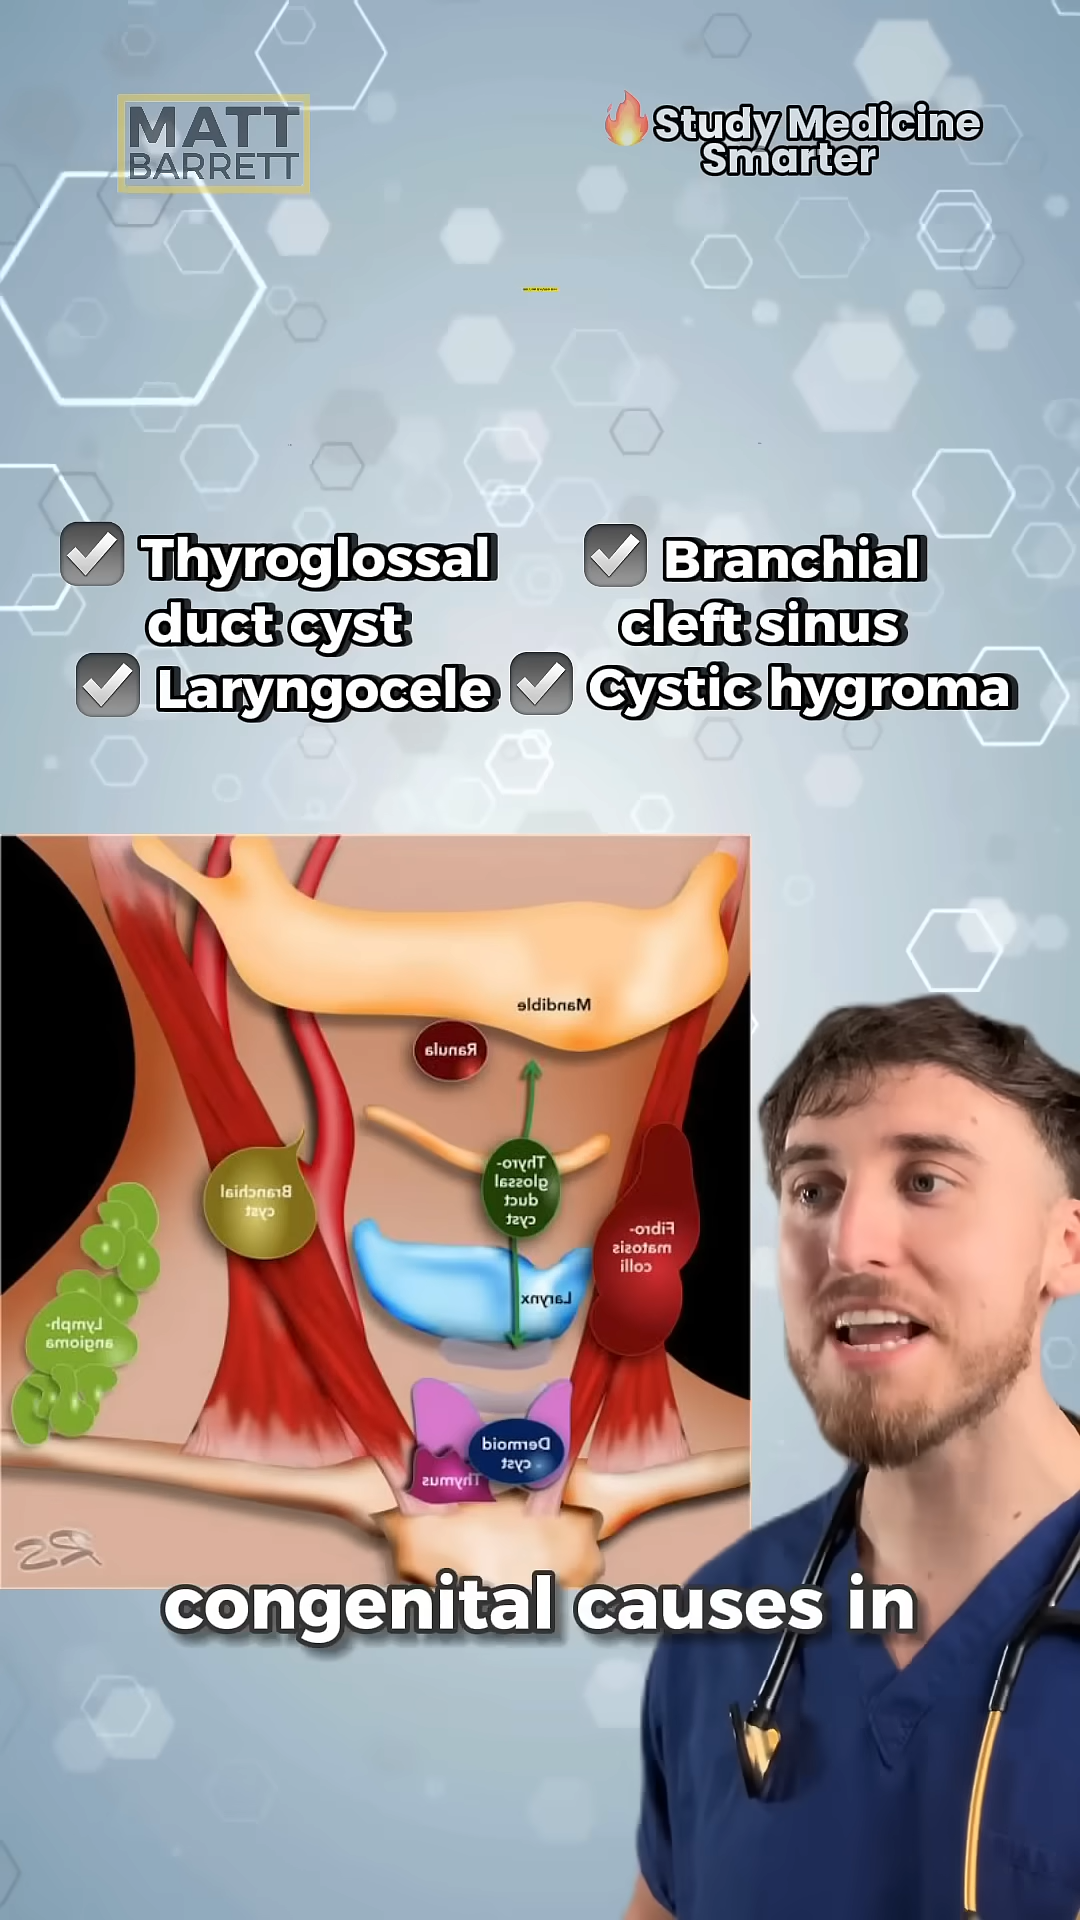 MATT
BARRETT
🔥Study Medicine
Smarter
✔ Thyroglossal
duct cyst
✔ Branchial
cleft sinus
✔ Laryngocele
✔ Cystic hygroma
Mandible
Ranula
Thyro-
glossal
duct
cyst
Branchial
cyst
Fibro-
matosis
colli
Larynx
Lymph-
angioma
Dermoid
cyst
Thymus
RS
congenital causes in